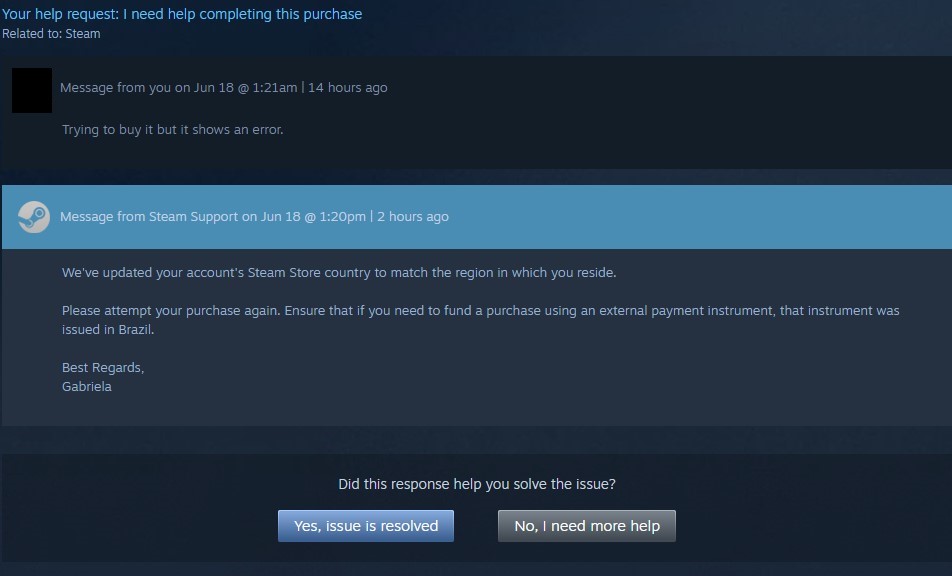 Your help request: I need help completing this purchase
Related to: Steam
Message from you on Jun 18 @ 1:21am | 14 hours ago
Trying to buy it but it shows an error.
Message from Steam Support on Jun 18 @ 1:20pm | 2 hours ago
We've updated your account's Steam Store country to match the region in which you reside.
Please attempt your purchase again. Ensure that if you need to fund a purchase using an external payment instrument, that instrument was
issued in Brazil.
Best Regards,
Gabriela
Did this response help you solve the issue?
Yes, issue is resolved
No, I need more help